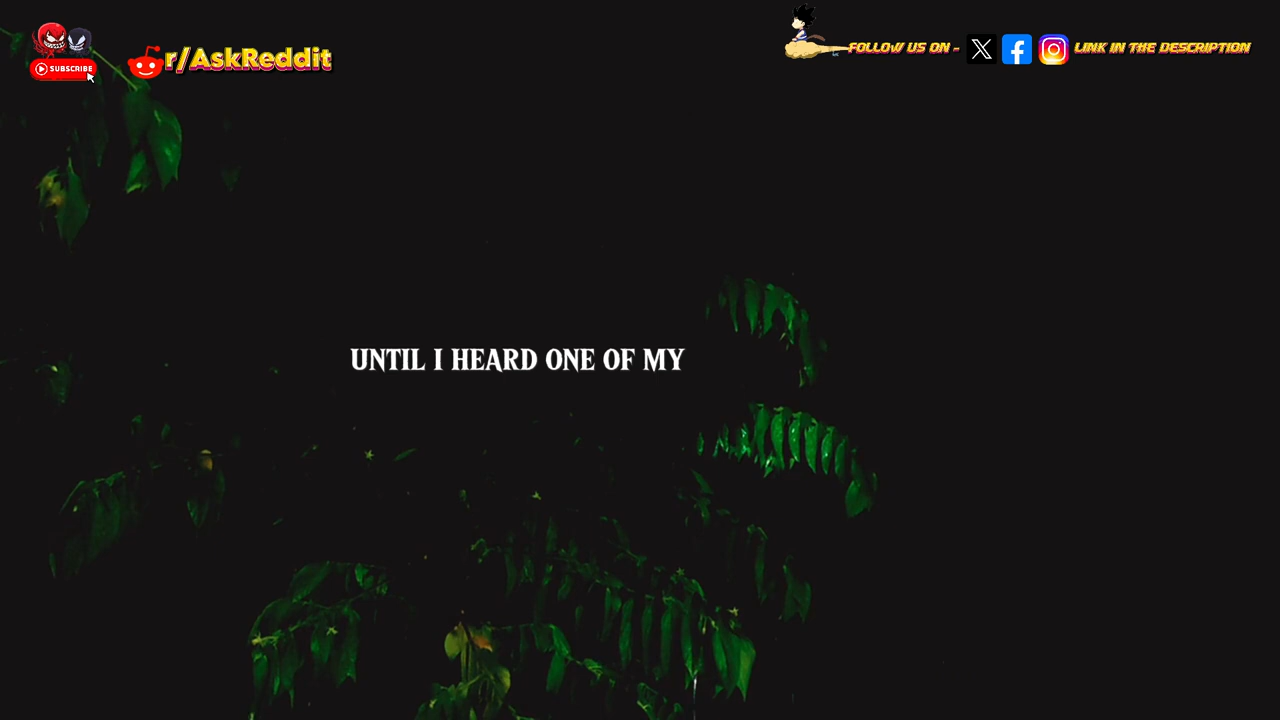 SUBSCRIBE
r/AskReddit
FOLLOW US ON -
LINK IN THE DESCRIPTION
UNTIL I HEARD ONE OF MY